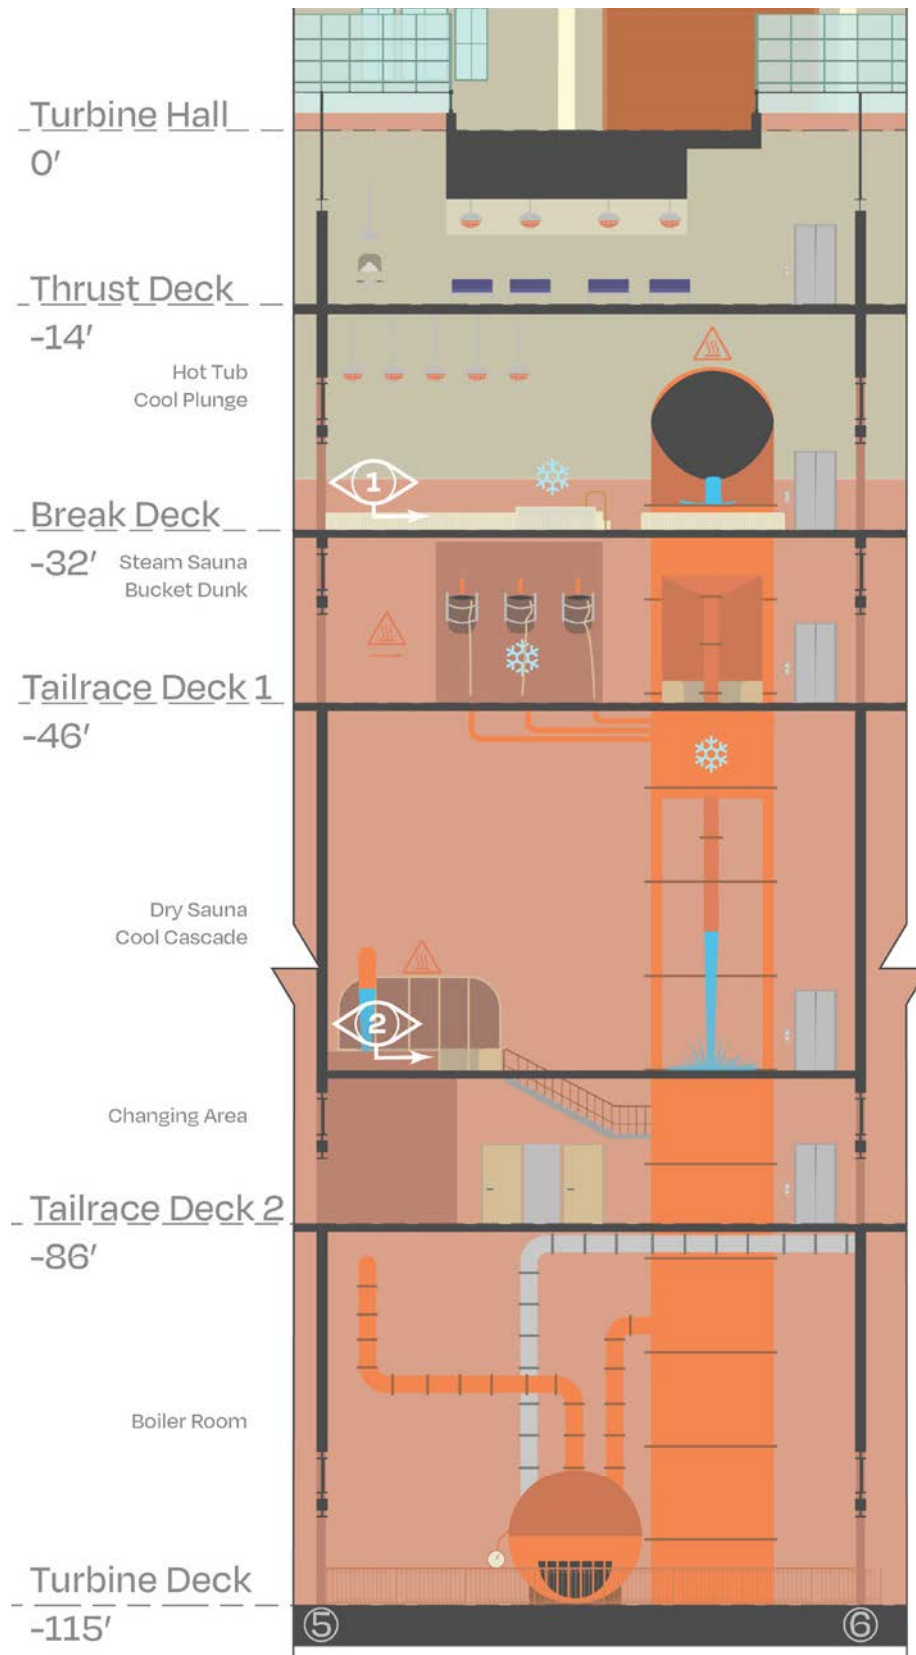 Turbine Hall
0'
Thrust Deck
-14'
Hot Tub
Cool Plunge
1
Break Deck
-32'
Steam Sauna
Bucket Dunk
Tailrace Deck 1
-46'
Dry Sauna
Cool Cascade
2
Changing Area
Tailrace Deck 2
-86'
Boiler Room
Turbine Deck
-115'
5
6